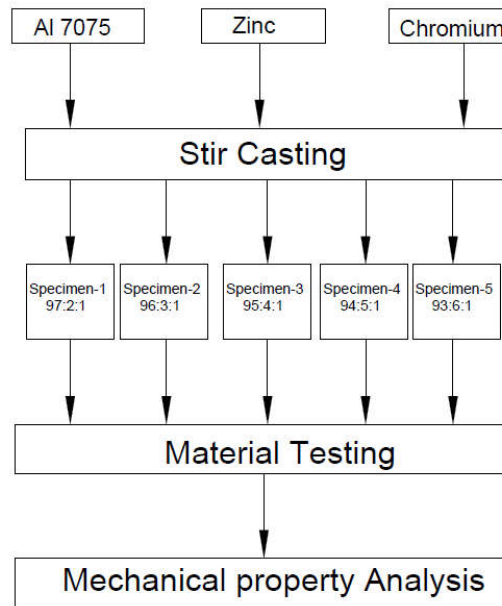 Al 7075
Zinc
Chromium
Stir Casting
Specimen-1
97:2:1
Specimen-2
96:3:1
Specimen-3
95:4:1
Specimen-4
94:5:1
Specimen-5
93:6:1
Material Testing
Mechanical property Analysis